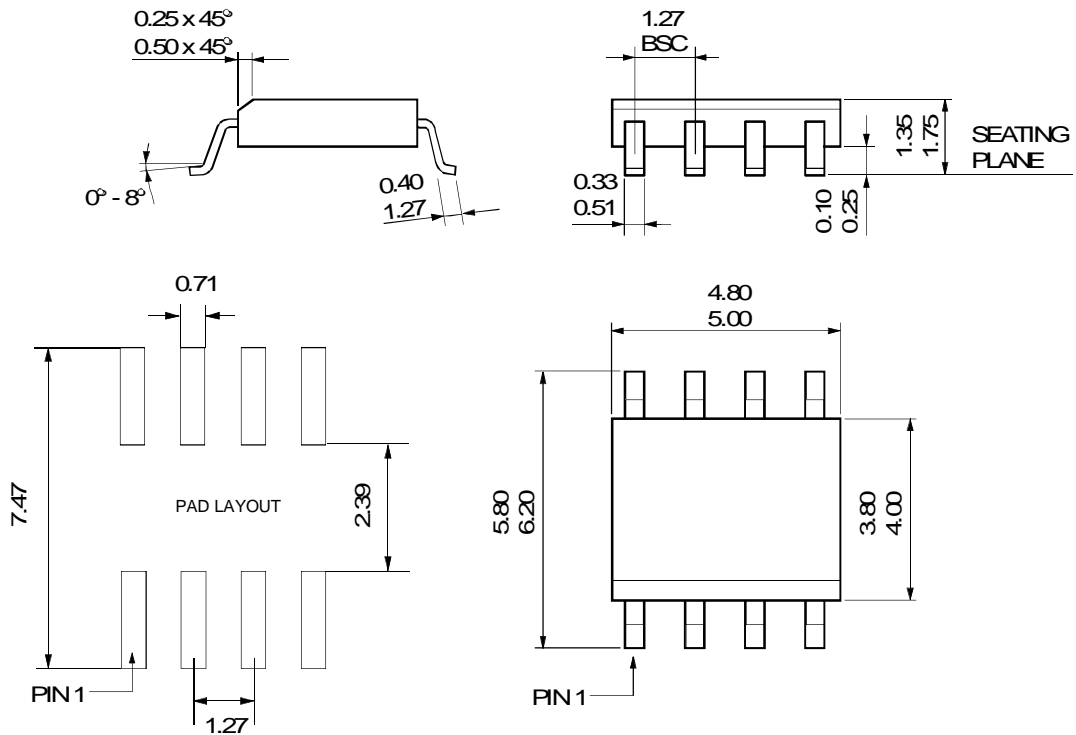 0.25 x 45°
0.50 x 45°
0° - 8°
0.40
1.27
1.27
BSC
0.33
0.51
1.35
1.75
0.10
0.25
SEATING
PLANE
0.71
7.47
PAD LAYOUT
2.39
PIN 1
1.27
4.80
5.00
5.80
6.20
3.80
4.00
PIN 1